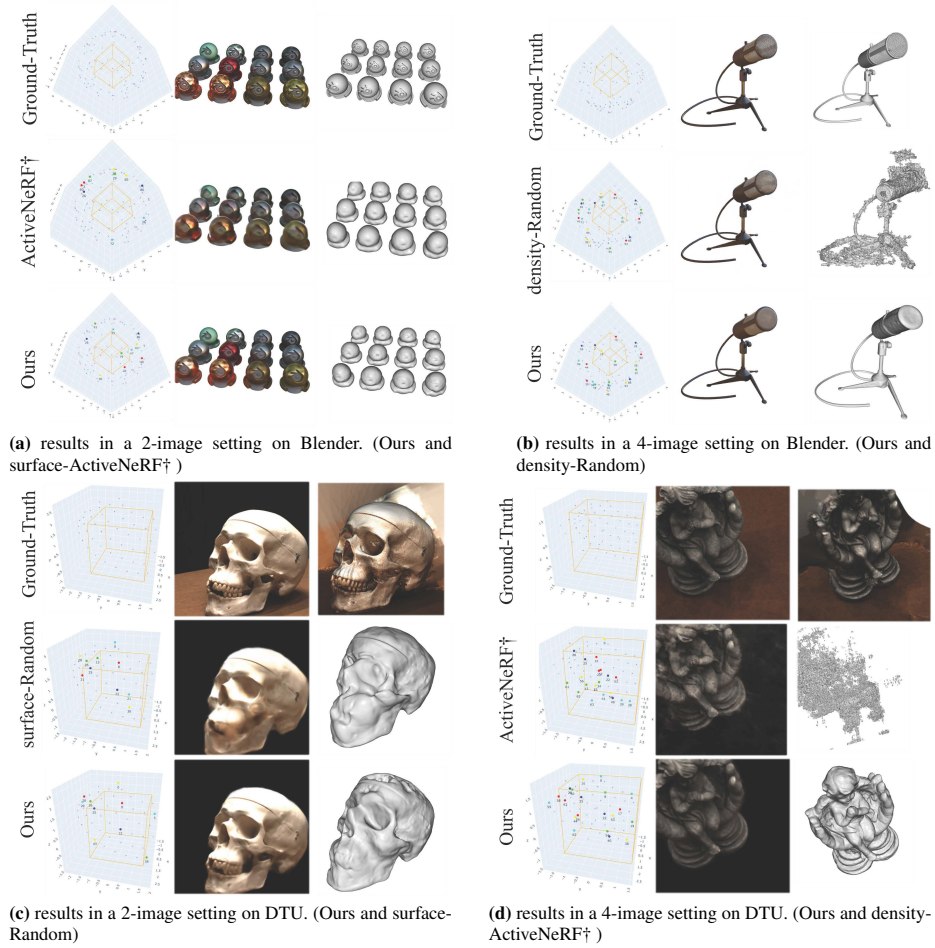 Ground-Truth
ActiveNeRF†
Ours
(a) results in a 2-image setting on Blender. (Ours and
surface-ActiveNeRF† )
Ground-Truth
density-Random
Ours
(b) results in a 4-image setting on Blender. (Ours and
density-Random)
Ground-Truth
surface-Random
Ours
(c) results in a 2-image setting on DTU. (Ours and surface-
Random)
Ground-Truth
ActiveNeRF†
Ours
(d) results in a 4-image setting on DTU. (Ours and density-
ActiveNeRF† )